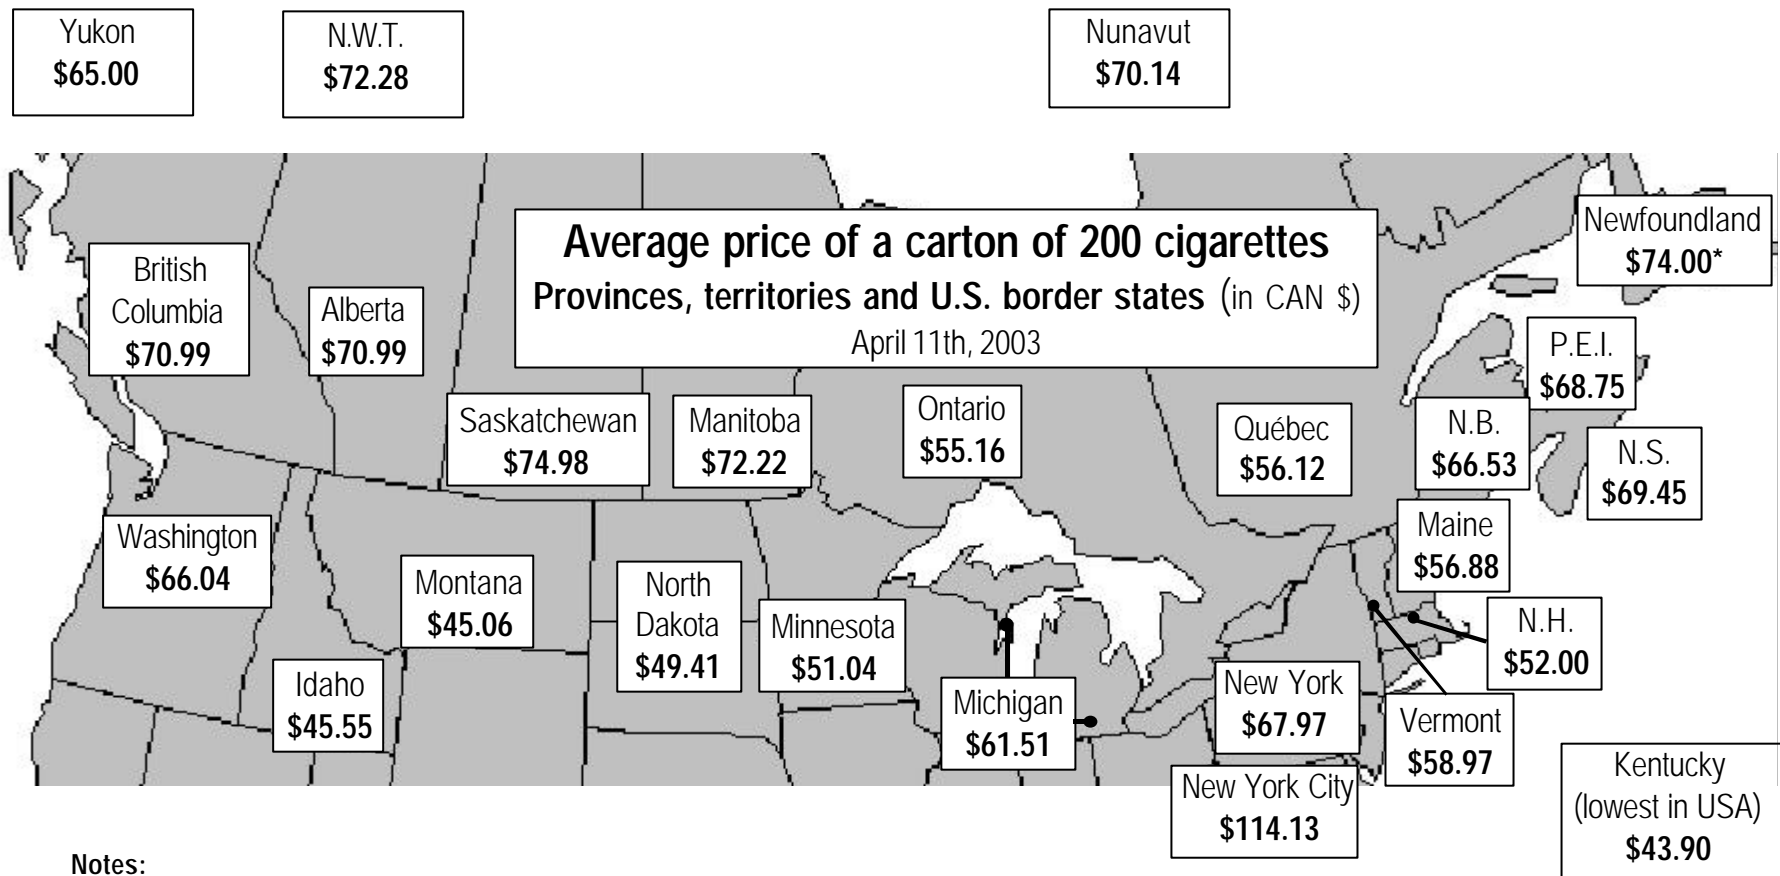 Yukon
$65.00
N.W.T.
$72.28
Nunavut
$70.14
Average price of a carton of 200 cigarettes
Provinces, territories and U.S. border states (in CAN $)
April 11th, 2003
Newfoundland
$74.00*
British
Columbia
$70.99
Alberta
$70.99
P.E.I.
$68.75
Saskatchewan
$74.98
Manitoba
$72.22
Ontario
$55.16
Québec
$56.12
N.B.
$66.53
N.S.
$69.45
Washington
$66.04
Montana
$45.06
North
Dakota
$49.41
Minnesota
$51.04
Maine
$56.88
N.H.
$52.00
Idaho
$45.55
Michigan
$61.51
New York
$67.97
Vermont
$58.97
New York City
$114.13
Kentucky
(lowest in USA)
$43.90
Notes: